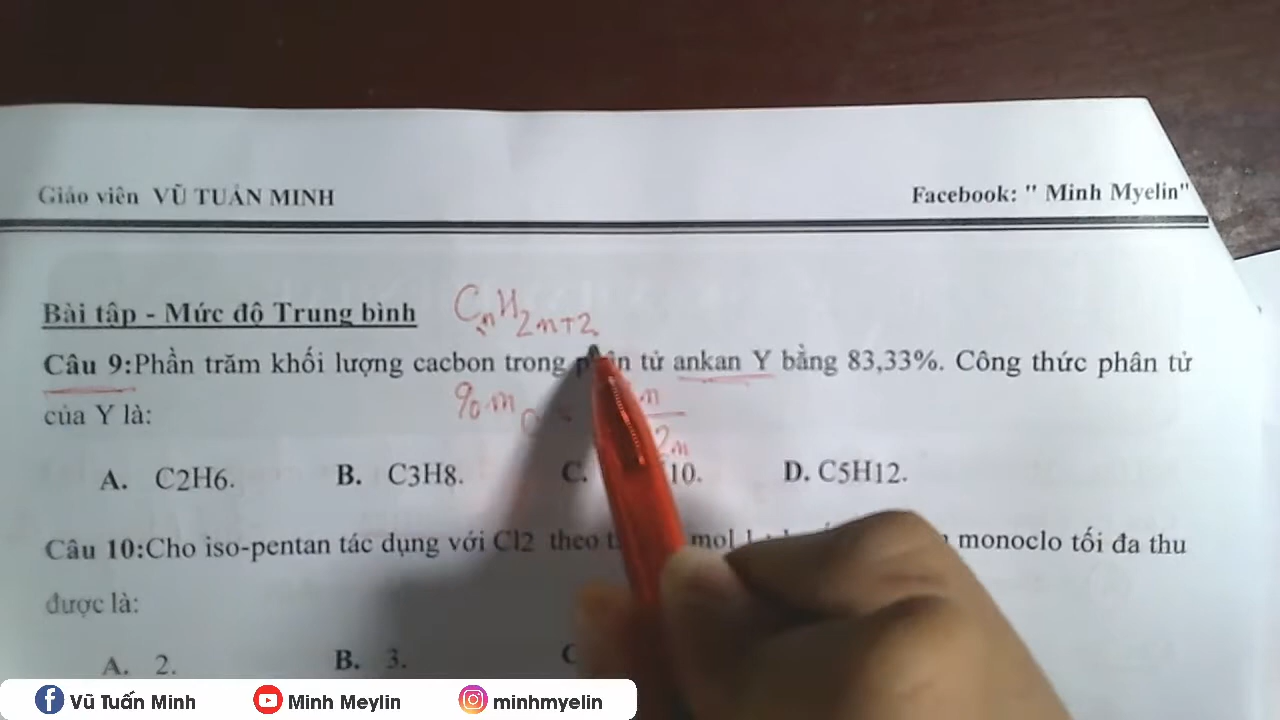 Giáo viên VŨ TUẤN MINH
Facebook: " Minh Myelin"
Bài tập - Mức độ Trung bình
CnH2n+2
Câu 9:Phần trăm khối lượng cacbon trong tử ankan Y bằng 83,33%. Công thức phân tử
%m
của Y là:
A. C2H6. B. C3H8. C. 10. D. C5H12.
Câu 10:Cho iso-pentan tác dụng với Cl2 theo mol monoclo tối đa thu
được là:
A. 2. B. 3.
Vũ Tuấn Minh Minh Meylin minhmyelin